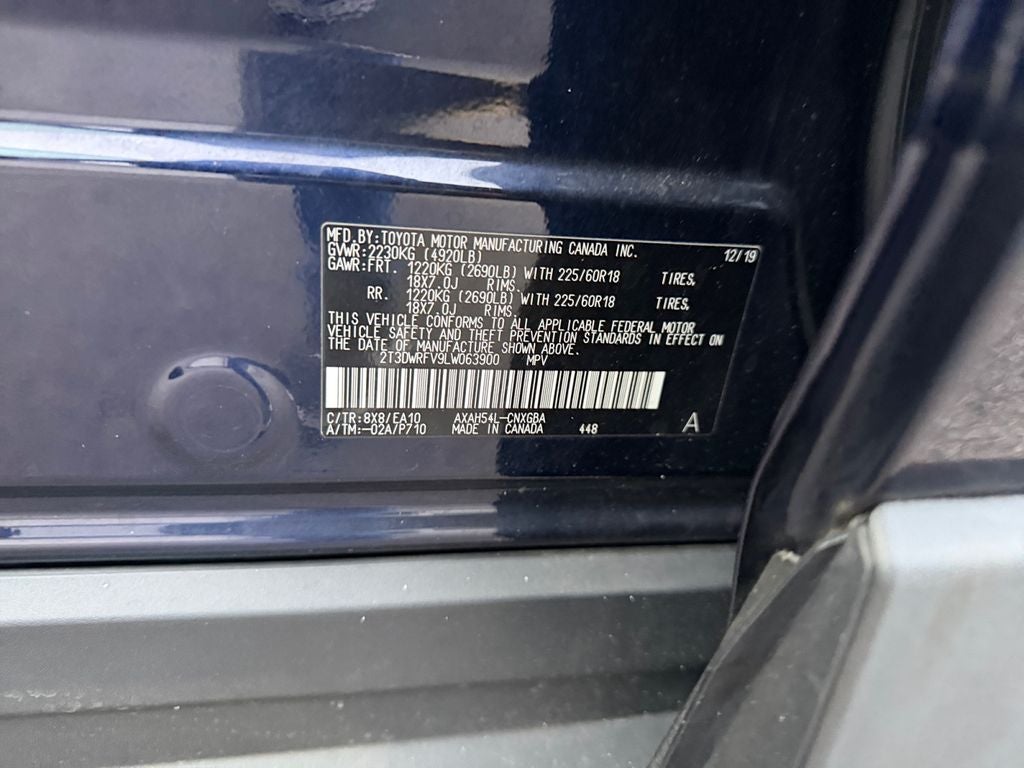 MFD.BY:TOYOTA MOTOR MANUFACTURING CANADA INC. 12/19
GVWR:2230KG (4920LB)
GAWR:FRT. 1220KG (2690LB) WITH 225/60R18 TIRES,
18X7.0J RIMS.
RR. 1220KG (2690LB) WITH 225/60R18 TIRES,
18X7.0J RIMS.
THIS VEHICLE CONFORMS TO ALL APPLICABLE FEDERAL MOTOR
VEHICLE SAFETY AND THEFT PREVENTION STANDARDS IN EFFECT ON
THE DATE OF MANUFACTURE SHOWN ABOVE.
2T3DWRFV9LW063900 MPV
C/TR:8X8/EA10 AXAH54L-CNXGBA
A/TM:-02A/P710 MADE IN CANADA 448 A